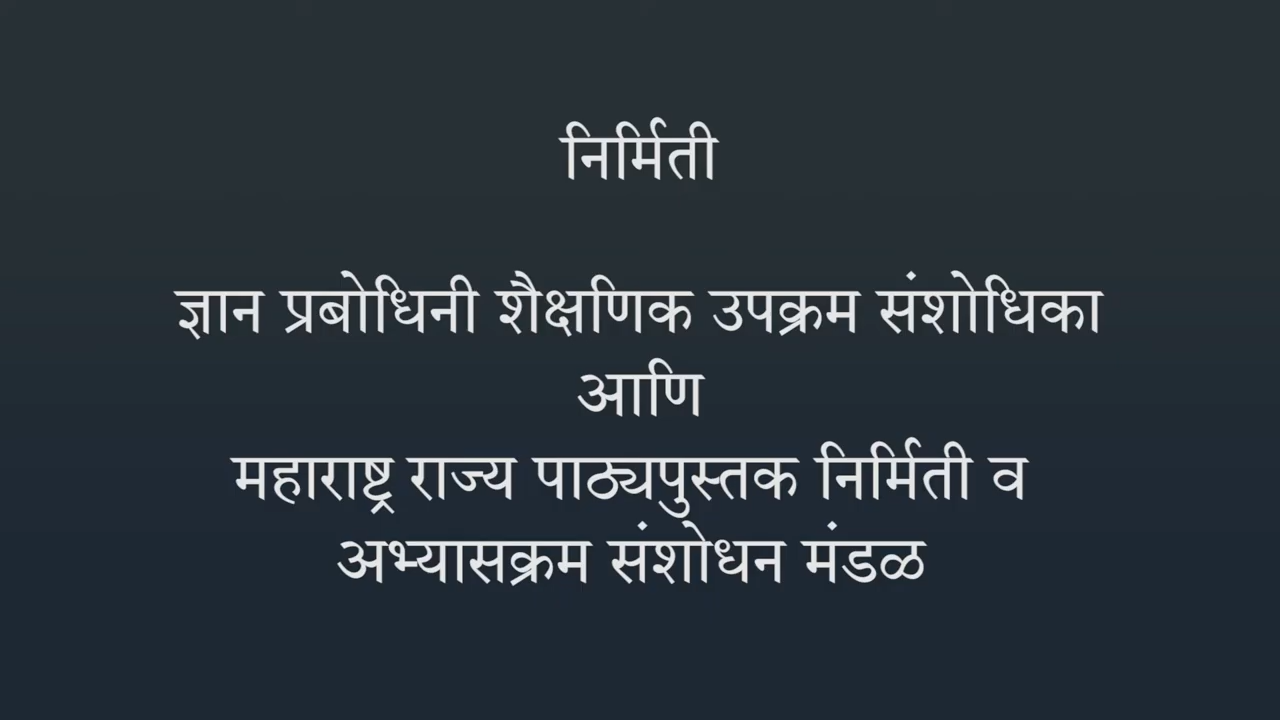 निर्मिती
ज्ञान प्रबोधिनी शैक्षणिक उपक्रम संशोधिका
आणि
महाराष्ट्र राज्य पाठ्यपुस्तक निर्मिती व
अभ्यासक्रम संशोधन मंडळ